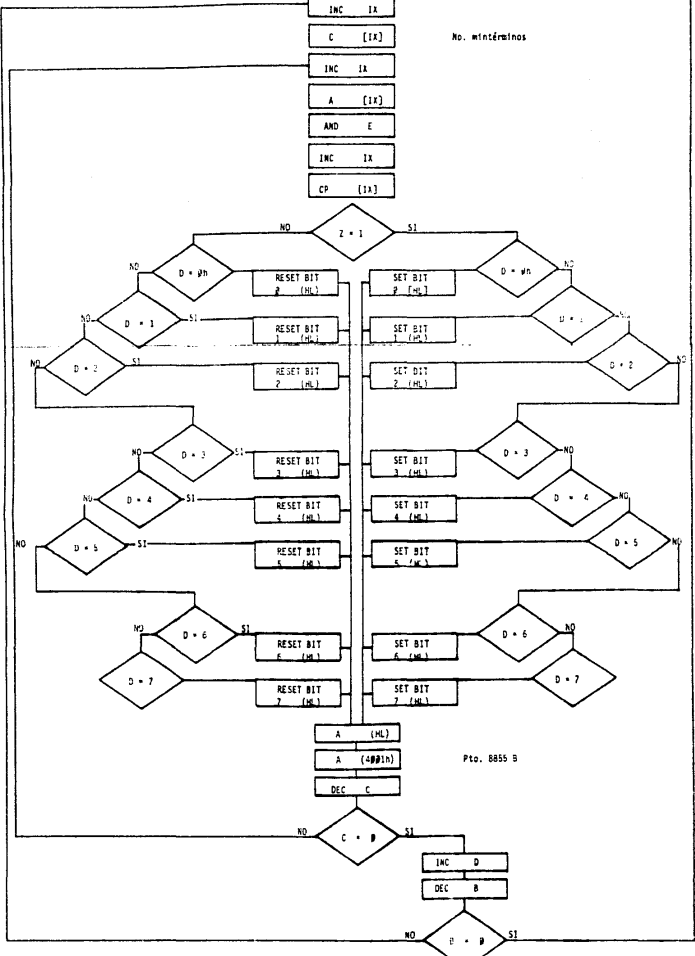 INC IX
C [IX] No. mintérminos
INC IX
A [IX]
AND E
INC IX
CP [IX]
NO Z = 1 SI
NO D = Øh RESET BIT Ø (HL) SET BIT Ø [HL] D = Øh NO
NO D = 1 SI RESET BIT 1 (HL) SET BIT 1 (HL)
NO D = 2 SI RESET BIT 2 (HL) SET BIT 2 (HL) D = 2 NO
NO D = 3 SI RESET BIT 3 (HL) SET BIT 3 (HL) D = 3 NO
NO D = 4 SI RESET BIT 4 (HL) SET BIT 4 (HL) D = 4 NO
NO NO D = 5 SI RESET BIT 5 (HL) SET BIT 5 (HL) D = 5 NO
NO D = 6 SI RESET BIT 6 (HL) SET BIT 6 (HL) D = 6 NO
D = 7 RESET BIT 7 (HL) SET BIT 7 (HL) D = 7
A (HL)
A (4ØØ1h) Pto. 8855 B
DEC C
NO C = Ø SI
INC D
DEC B
NO = Ø SI